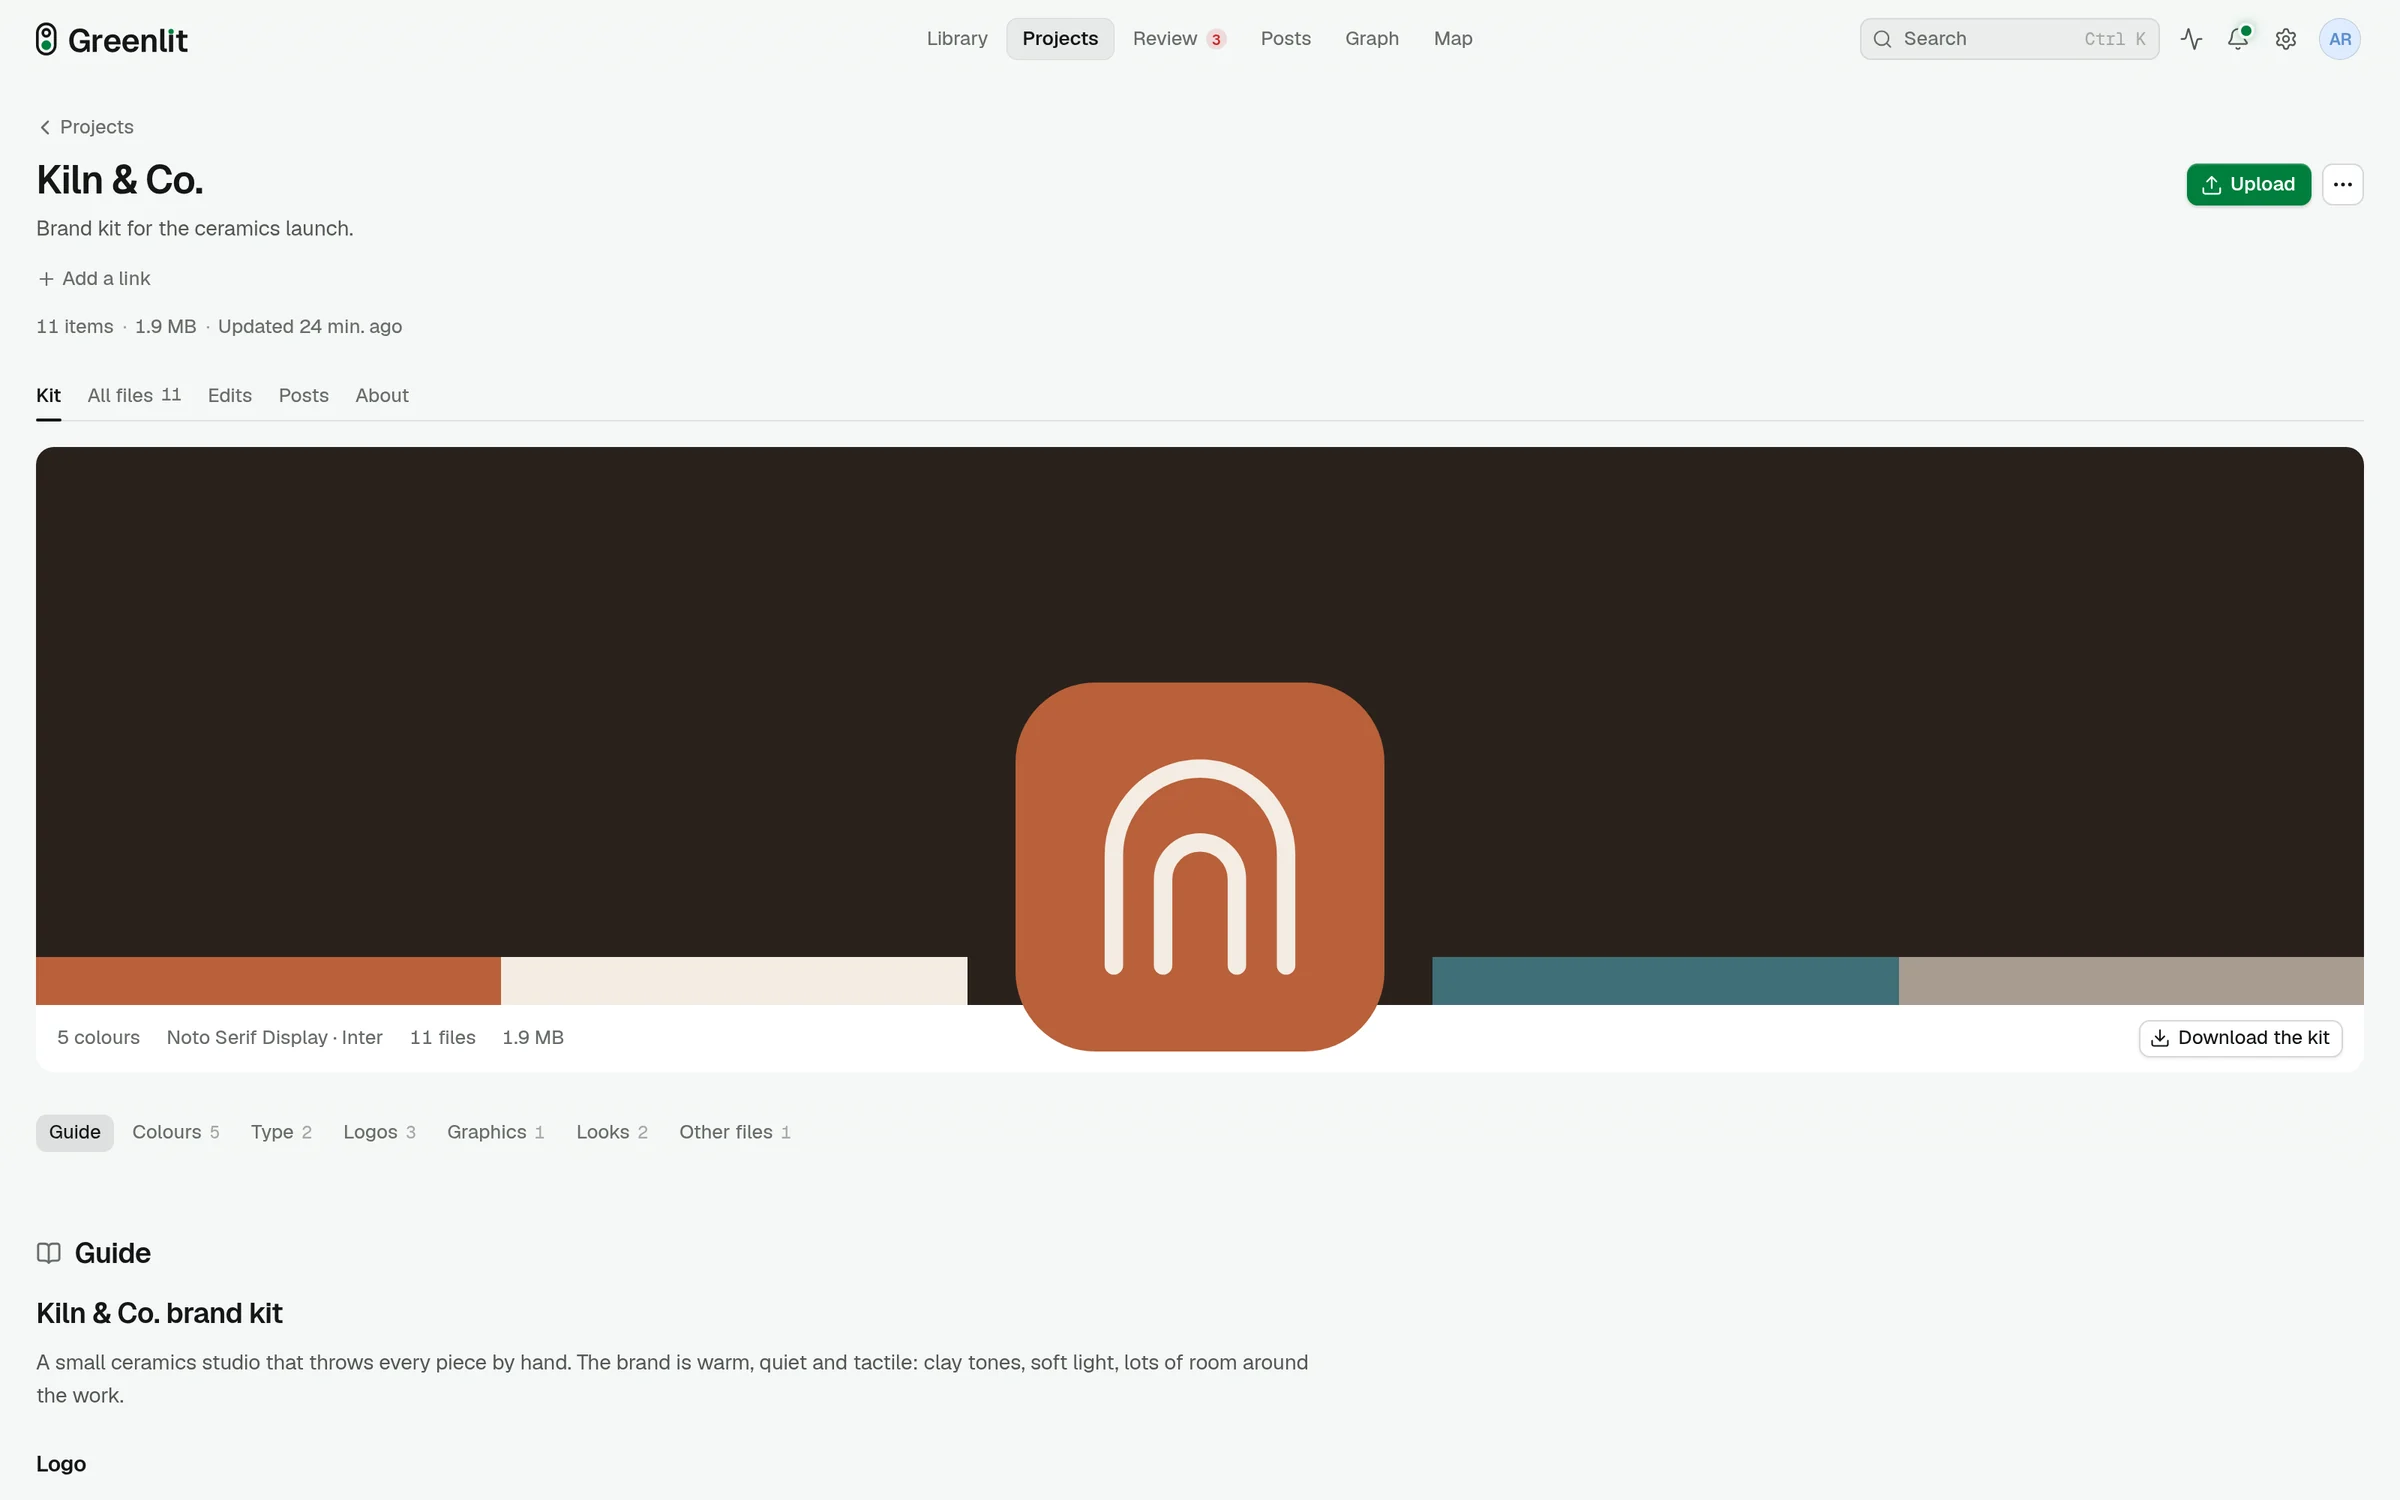 Greenlit
Library Projects Review 3 Posts Graph Map
Search Ctrl K
AR
Projects
Kiln & Co.
Upload
Brand kit for the ceramics launch.
Add a link
11 items · 1.9 MB · Updated 24 min. ago
Kit All files 11 Edits Posts About
5 colours Noto Serif Display · Inter 11 files 1.9 MB
Download the kit
Guide Colours 5 Type 2 Logos 3 Graphics 1 Looks 2 Other files 1
Guide
Kiln & Co. brand kit
A small ceramics studio that throws every piece by hand. The brand is warm, quiet and tactile: clay tones, soft light, lots of room around
the work.
Logo